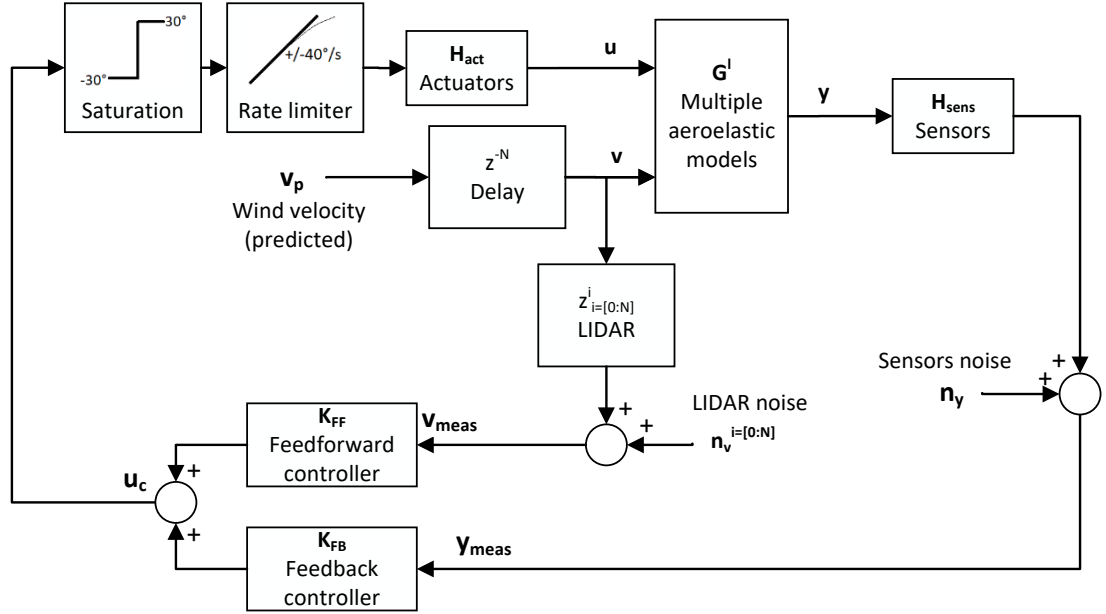 30°
-30°
Saturation
+/-40°/s
Rate limiter
H_act
Actuators
u
G^I
Multiple
aeroelastic
models
y
H_sens
Sensors
v_p
Wind velocity
(predicted)
z^-N
Delay
v
z^i_i=[0:N]
LIDAR
Sensors noise
n_y
+
+
LIDAR noise
n_v^i=[0:N]
+
+
v_meas
K_FF
Feedforward
controller
u_c
+
+
K_FB
Feedback
controller
y_meas